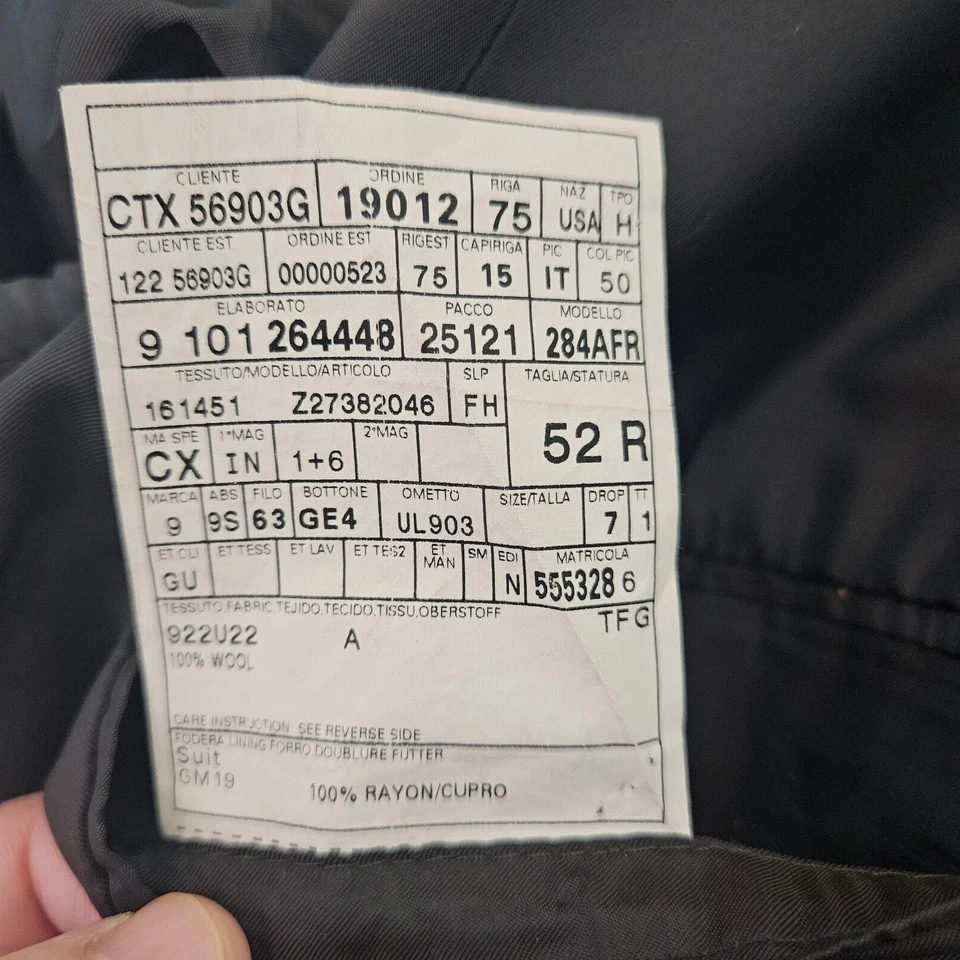 CLIENTE ORDINE RIGA NAZ TPO
CTX 56903G 19012 75 USA H
CLIENTE EST ORDINE EST RIGEST CAPIRIGA PIC COL PIC
122 56903G 00000523 75 15 IT 50
ELABORATO PACCO MODELLO
9 101 264448 25121 284AFR
TESSUTO/MODELLO/ARTICOLO SLP TAGLIA/STATURA
161451 Z27382046 FH 52 R
MA SPE 1°MAG 2°MAG
CX IN 1+6
MARCA ABS FILO BOTTONE OMETTO SIZE/TALLA DROP TT
9 9S 63 GE4 UL903 7 1
ET CLI ET TESS ET LAV ET TES2 ET MAN SM EDI MATRICOLA
GU N 555328 6
TESSUTO,FABRIC,TEJIDO,TECIDO,TISSU,OBERSTOFF TFG
922U22 A
100% WOOL
CARE INSTRUCTION SEE REVERSE SIDE
FODERA LINING FORRO DOUBLURE FUTTER
Suit
GM19 100% RAYON/CUPRO